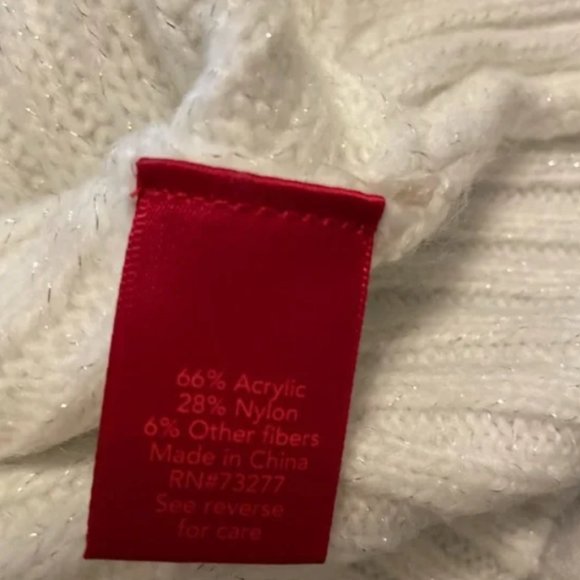 66% Acrylic
28% Nylon
6% Other fibers
Made in China
RN#73277
See reverse
for care